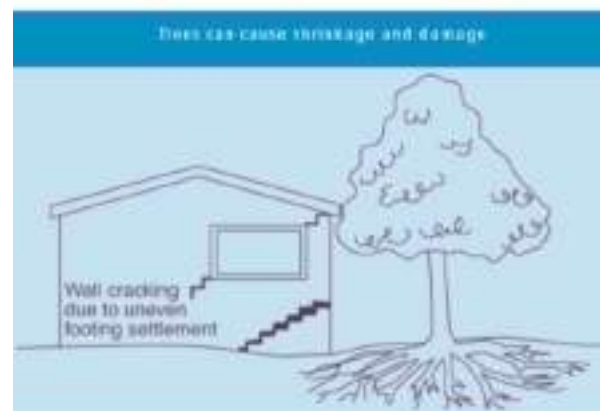 Trees can cause shrinkage and damage
Wall cracking
due to uneven
footing settlement